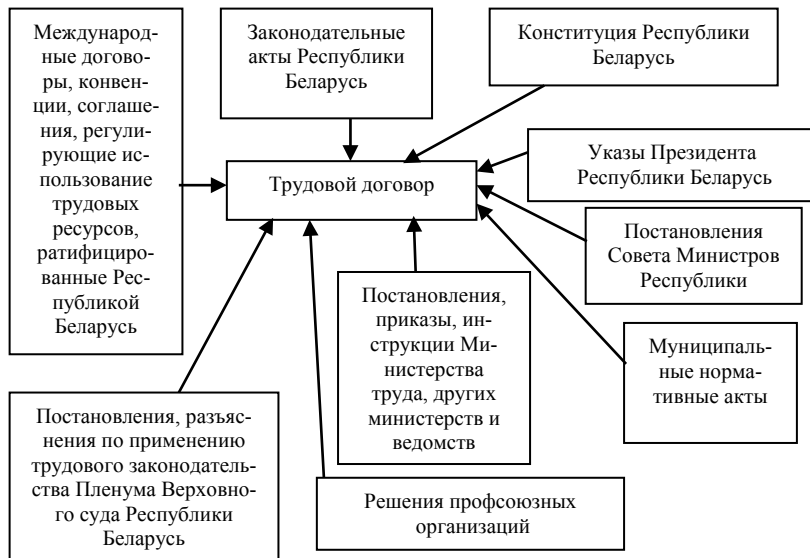 Международ-
ные догово-
ры, конвен-
ции, соглаше-
ния, регули-
рующие ис-
пользование
трудовых
ресурсов,
ратифициро-
ванные Рес-
публикой
Беларусь
Законодательные
акты Республики
Беларусь
Конституция Республики
Беларусь
Трудовой договор
Указы Президента
Республики Беларусь
Постановления
Совета Министров
Республики
Муниципаль-
ные норма-
тивные акты
Постановления,
приказы, ин-
струкции Ми-
нистерства
труда, других
министерств и
ведомств
Постановления, разъяс-
нения по применению
трудового законодатель-
ства Пленума Верховно-
го суда Республики
Беларусь
Решения профсоюзных
организаций